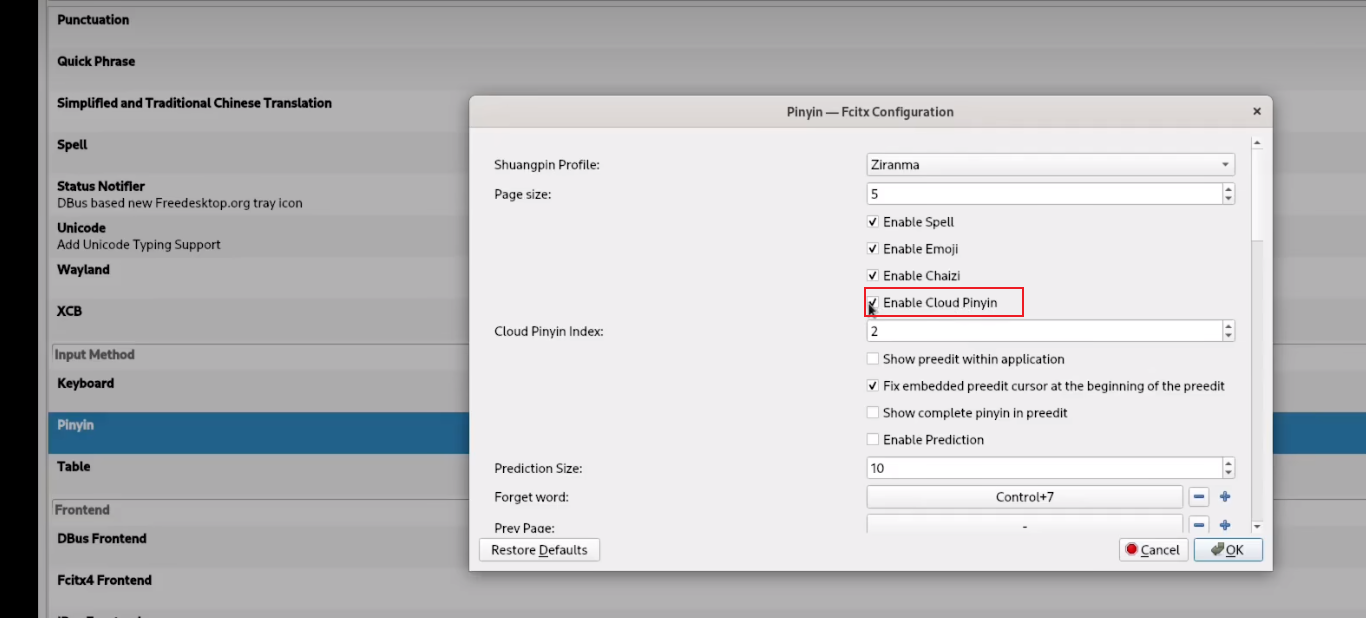 Punctuation
Quick Phrase
Simplified and Traditional Chinese Translation
Spell
Status Notifier
DBus based new Freedesktop.org tray icon
Unicode
Add Unicode Typing Support
Wayland
XCB
Input Method
Keyboard
Pinyin
Table
Frontend
DBus Frontend
Fcitx4 Frontend
Pinyin — Fcitx Configuration
Shuangpin Profile: Ziranma
Page size: 5
Enable Spell
Enable Emoji
Enable Chaizi
Enable Cloud Pinyin
Cloud Pinyin Index: 2
Show preedit within application
Fix embedded preedit cursor at the beginning of the preedit
Show complete pinyin in preedit
Enable Prediction
Prediction Size: 10
Forget word: Control+7
Prev Page: -
Restore Defaults Cancel OK